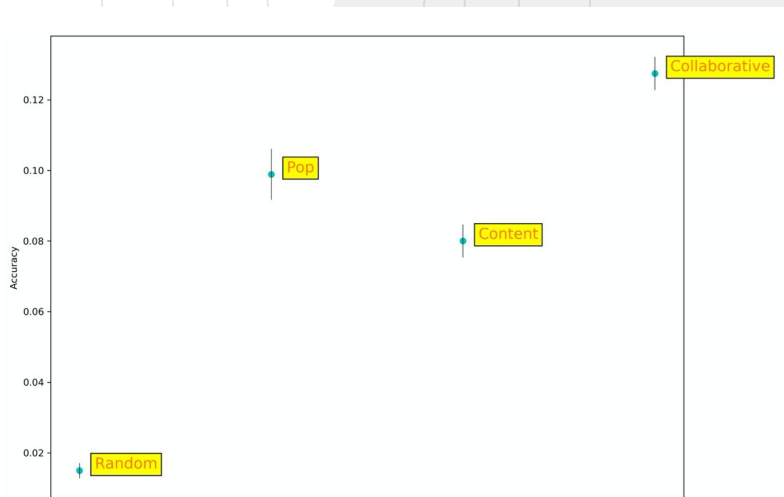 Collaborative
0.12
Pop
0.10
Content
0.08
Accuracy
0.06
0.04
Random
0.02